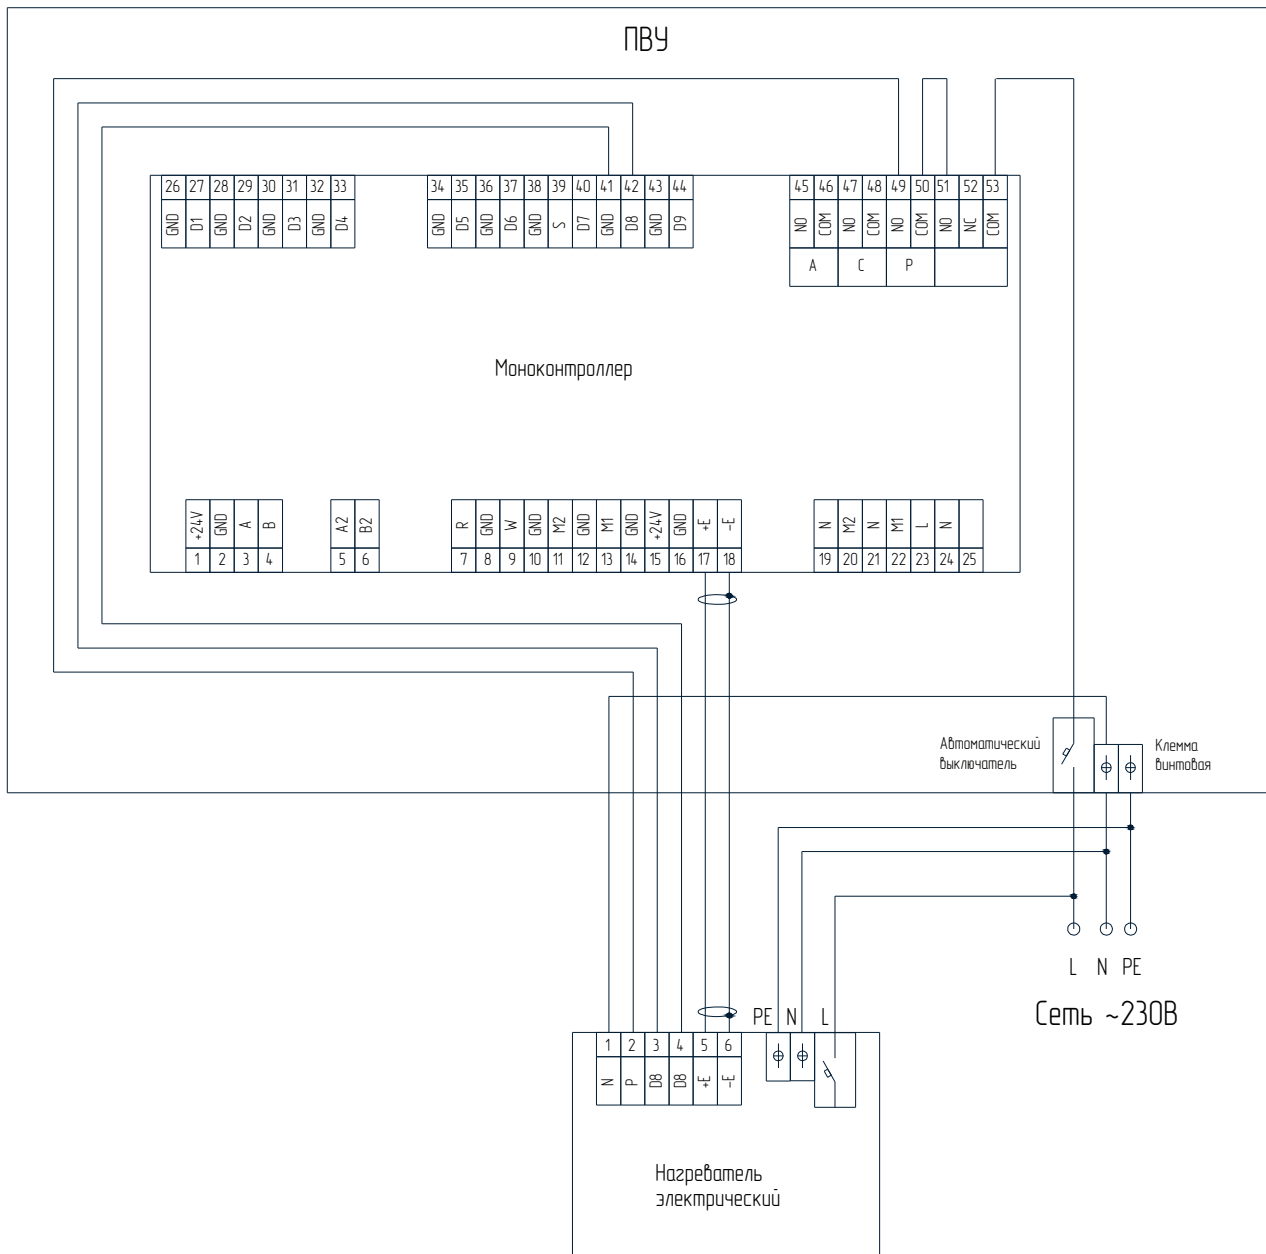 ПВУ
26 27 28 29 30 31 32 33
GND D1 GND D2 GND D3 GND D4
34 35 36 37 38 39 40 41 42 43 44
GND D5 GND D6 GND S D7 GND D8 GND D9
45 46 47 48 49 50 51 52 53
NO COM NO COM NO COM NO NC COM
A C P
Моноконтроллер
+24V GND A B
1 2 3 4
A2 B2
5 6
R GND W GND M2 GND M1 GND +24V GND +E -E
7 8 9 10 11 12 13 14 15 16 17 18
N M2 N M1 L N
19 20 21 22 23 24 25
Автоматический
выключатель
Клемма
винтовая
L N PE
Сеть ~230В
PE N L
1 2 3 4 5 6
N P D8 D8 +E -E
Нагреватель
электрический